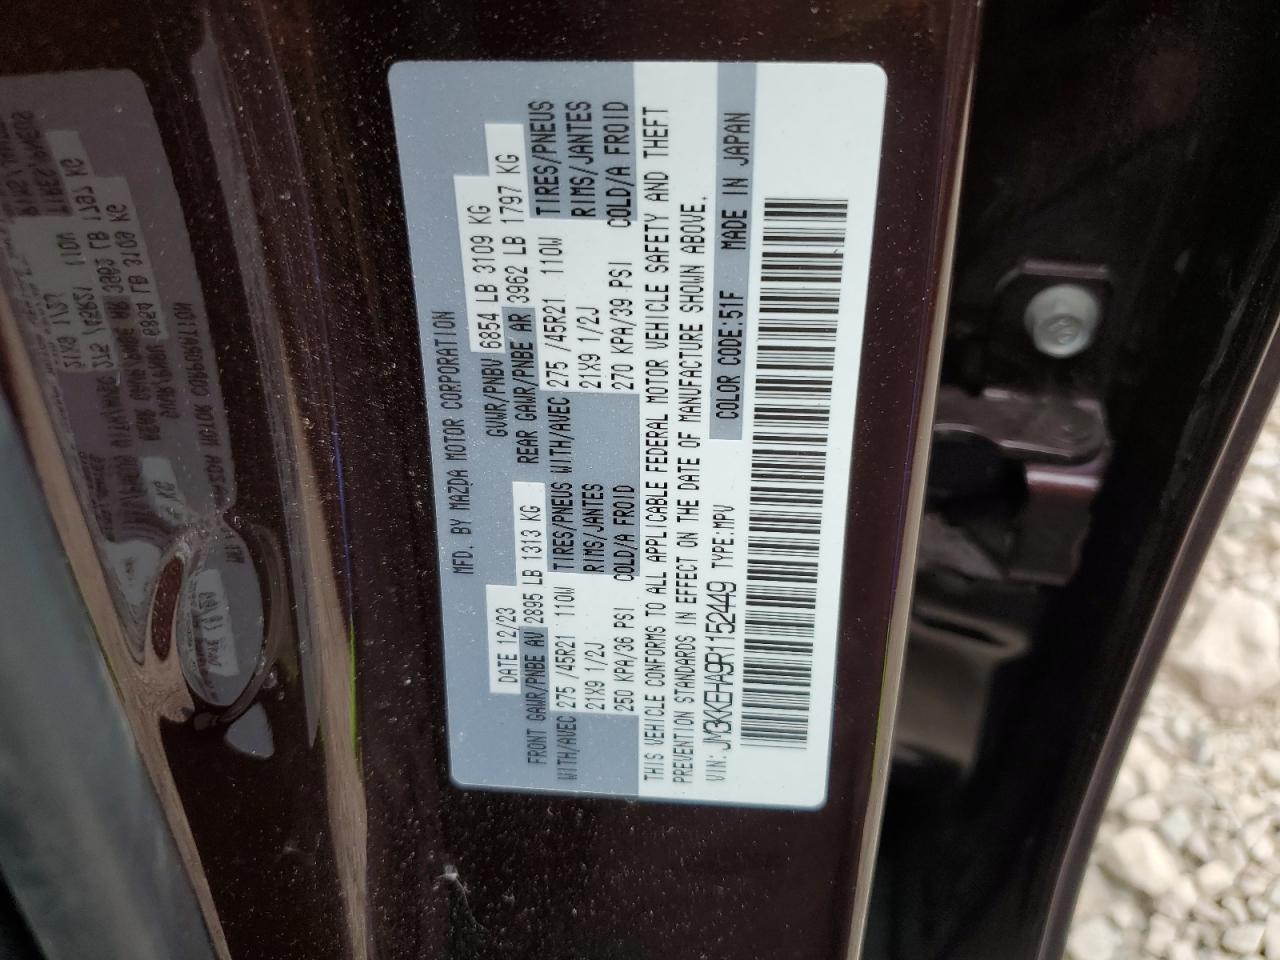 MFD. BY MAZDA MOTOR CORPORATION
DATE 12/23 GVWR/PNBV 6854 LB 3109 KG
FRONT GAWR/PNBE AV 2895 LB 1313 KG REAR GAWR/PNBE AR 3962 LB 1797 KG
WITH/AVEC 275 /45R21 110W TIRES/PNEUS WITH/AVEC 275 /45R21 110W TIRES/PNEUS
21X9 1/2J RIMS/JANTES 21X9 1/2J RIMS/JANTES
250 KPA/36 PSI COLD/A FROID 270 KPA/39 PSI COLD/A FROID
THIS VEHICLE CONFORMS TO ALL APPLICABLE FEDERAL MOTOR VEHICLE SAFETY AND THEFT
PREVENTION STANDARDS IN EFFECT ON THE DATE OF MANUFACTURE SHOWN ABOVE.
VIN: JM3KKEHA9R1152449 TYPE:MPV COLOR CODE:51F MADE IN JAPAN